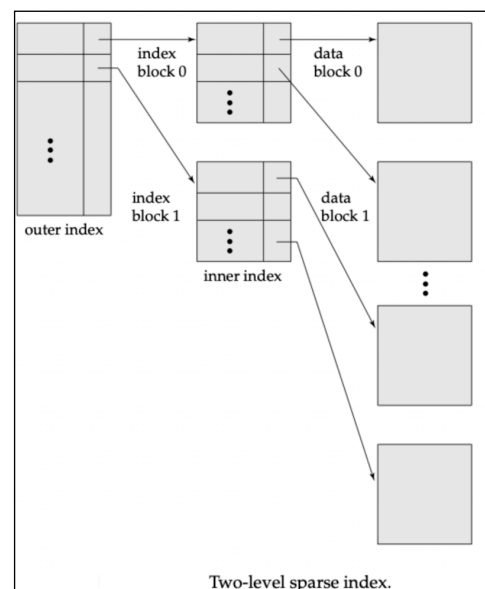 index
block 0
data
block 0
index
block 1
data
block 1
outer index
inner index
Two-level sparse index.